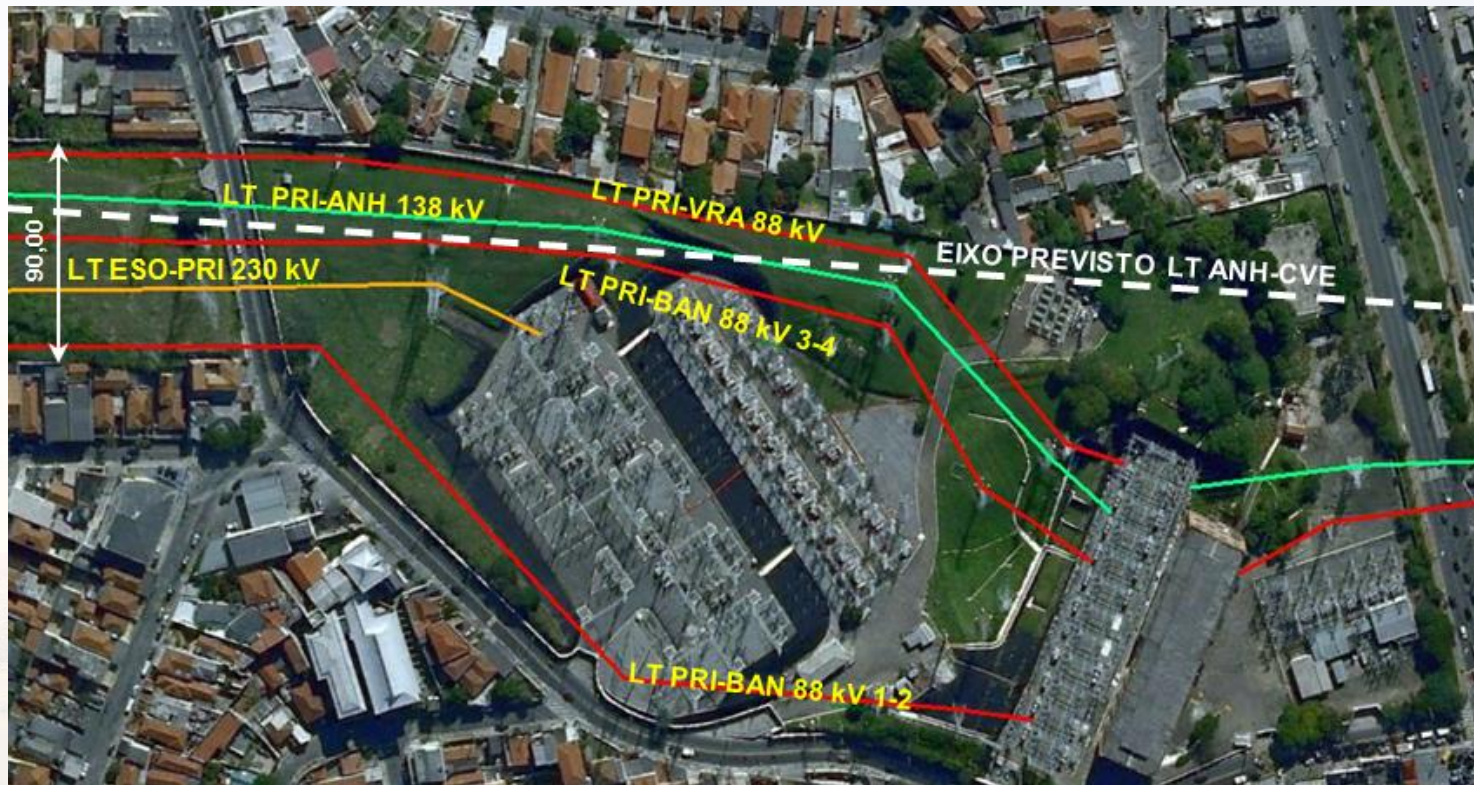 LT PRI-ANH 138 kV
LT PRI-VRA 88 kV
90,00
LT ESO-PRI 230 kV
EIXO PREVISTO LT ANH-CVE
LT PRI-BAN 88 kV 3-4
LT PRI-BAN 88 kV 1-2